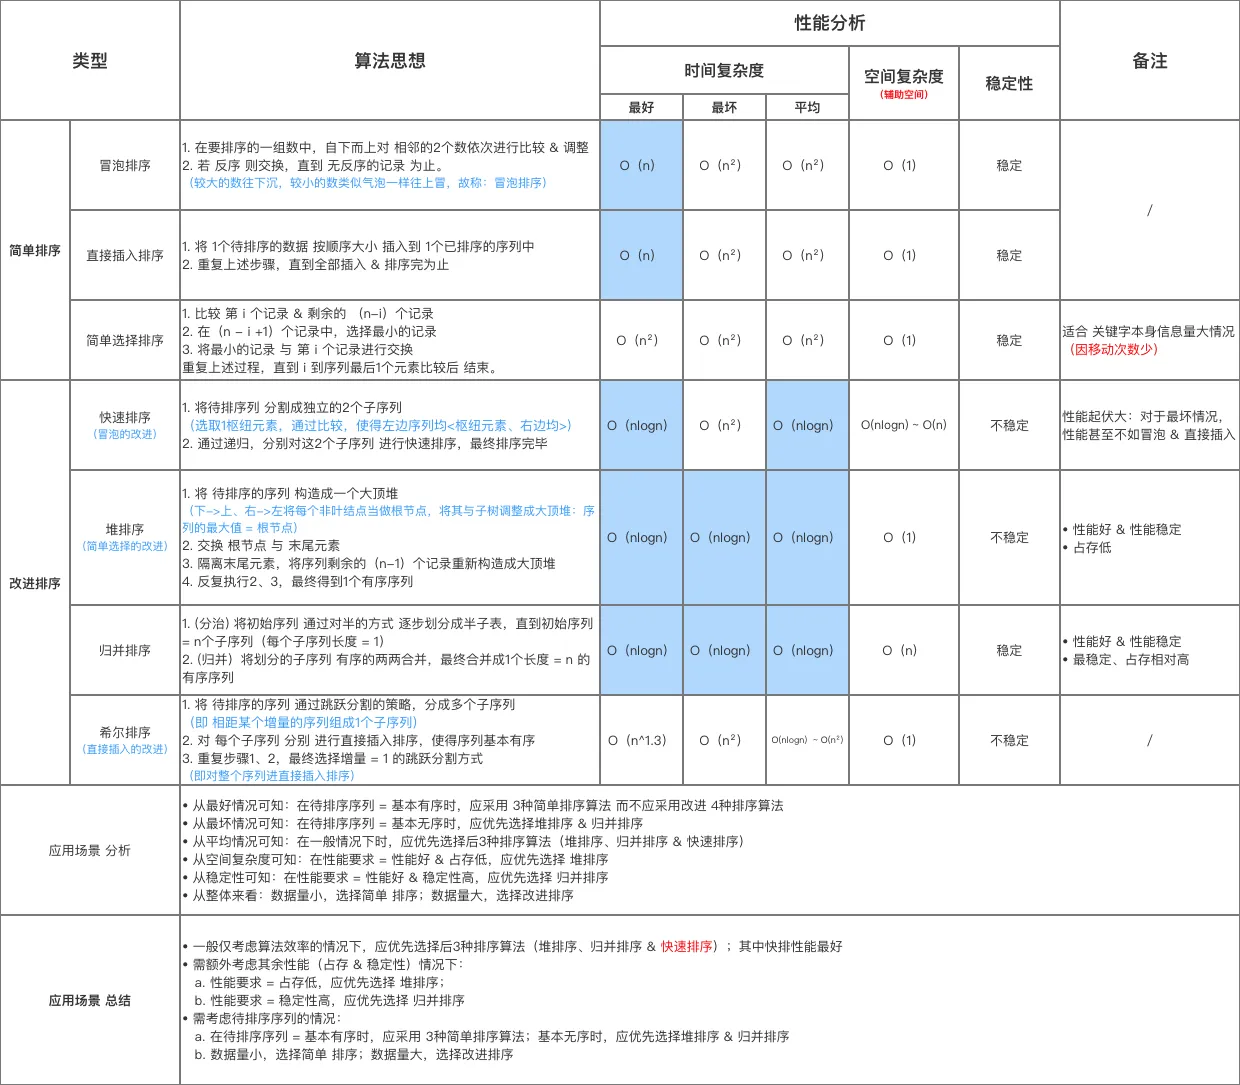 类型
算法思想
性能分析
备注
时间复杂度
空间复杂度
(辅助空间)
稳定性
最好
最坏
平均
简单排序
冒泡排序
1. 在要排序的一组数中，自下而上对 相邻的2个数依次进行比较 & 调整
2. 若 反序 则交换，直到 无反序的记录 为止。
（较大的数往下沉，较小的数类似气泡一样往上冒，故称：冒泡排序）
O（n）
O（n²）
O（n²）
O（1）
稳定
/
直接插入排序
1. 将 1个待排序的数据 按顺序大小 插入到 1个已排序的序列中
2. 重复上述步骤，直到全部插入 & 排序完为止
O（n）
O（n²）
O（n²）
O（1）
稳定
简单选择排序
1. 比较 第 i 个记录 & 剩余的 （n-i）个记录
2. 在（n - i +1）个记录中，选择最小的记录
3. 将最小的记录 与 第 i 个记录进行交换
重复上述过程，直到 i 到序列最后1个元素比较后 结束。
O（n²）
O（n²）
O（n²）
O（1）
稳定
适合 关键字本身信息量大情况
（因移动次数少）
改进排序
快速排序
（冒泡的改进）
1. 将待排序列 分割成独立的2个子序列
（选取1枢纽元素，通过比较，使得左边序列均<枢纽元素、右边均>）
2. 通过递归，分别对这2个子序列 进行快速排序，最终排序完毕
O（nlogn）
O（n²）
O（nlogn）
O(nlogn) ~ O(n)
不稳定
性能起伏大：对于最坏情况，
性能甚至不如冒泡 & 直接插入
堆排序
（简单选择的改进）
1. 将 待排序的序列 构造成一个大顶堆
（下->上、右->左将每个非叶结点当做根节点，将其与子树调整成大顶堆：序
列的最大值 = 根节点）
2. 交换 根节点 与 末尾元素
3. 隔离末尾元素，将序列剩余的（n-1）个记录重新构造成大顶堆
4. 反复执行2、3，最终得到1个有序序列
O（nlogn）
O（nlogn）
O（nlogn）
O（1）
不稳定
• 性能好 & 性能稳定
• 占存低
归并排序
1. (分治) 将初始序列 通过对半的方式 逐步划分成半子表，直到初始序列
= n个子序列（每个子序列长度 = 1）
2. (归并）将划分的子序列 有序的两两合并，最终合并成1个长度 = n 的
有序序列
O（nlogn）
O（nlogn）
O（nlogn）
O（n）
稳定
• 性能好 & 性能稳定
• 最稳定、占存相对高
希尔排序
（直接插入的改进）
1. 将 待排序的序列 通过跳跃分割的策略，分成多个子序列
（即 相距某个增量的序列组成1个子序列）
2. 对 每个子序列 分别 进行直接插入排序，使得序列基本有序
3. 重复步骤1、2，最终选择增量 = 1 的跳跃分割方式
（即对整个序列进直接插入排序）
O（n^1.3）
O（n²）
O(nlogn) ~ O(n²)
O（1）
不稳定
/
应用场景 分析
• 从最好情况可知：在待排序序列 = 基本有序时，应采用 3种简单排序算法 而不应采用改进 4种排序算法
• 从最坏情况可知：在待排序序列 = 基本无序时，应优先选择堆排序 & 归并排序
• 从平均情况可知：在一般情况下时，应优先选择后3种排序算法（堆排序、归并排序 & 快速排序）
• 从空间复杂度可知：在性能要求 = 性能好 & 占存低，应优先选择 堆排序
• 从稳定性可知：在性能要求 = 性能好 & 稳定性高，应优先选择 归并排序
• 从整体来看：数据量小，选择简单 排序；数据量大，选择改进排序
应用场景 总结
• 一般仅考虑算法效率的情况下，应优先选择后3种排序算法（堆排序、归并排序 & 快速排序）；其中快排性能最好
• 需额外考虑其余性能（占存 & 稳定性）情况下：
a. 性能要求 = 占存低，应优先选择 堆排序；
b. 性能要求 = 稳定性高，应优先选择 归并排序
• 需考虑待排序序列的情况：
a. 在待排序序列 = 基本有序时，应采用 3种简单排序算法；基本无序时，应优先选择堆排序 & 归并排序
b. 数据量小，选择简单 排序；数据量大，选择改进排序